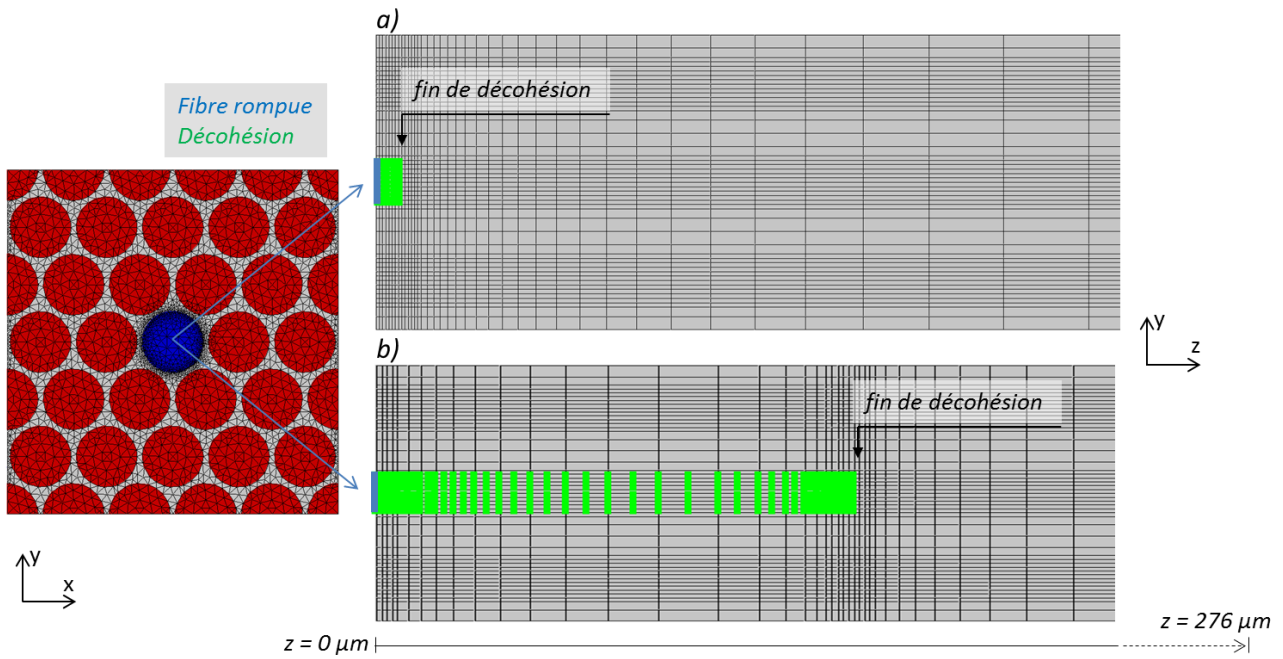 a)
fin de décohésion
Fibre rompue
Décohésion
y
z
b)
fin de décohésion
y
x
z = 0 µm
z = 276 µm